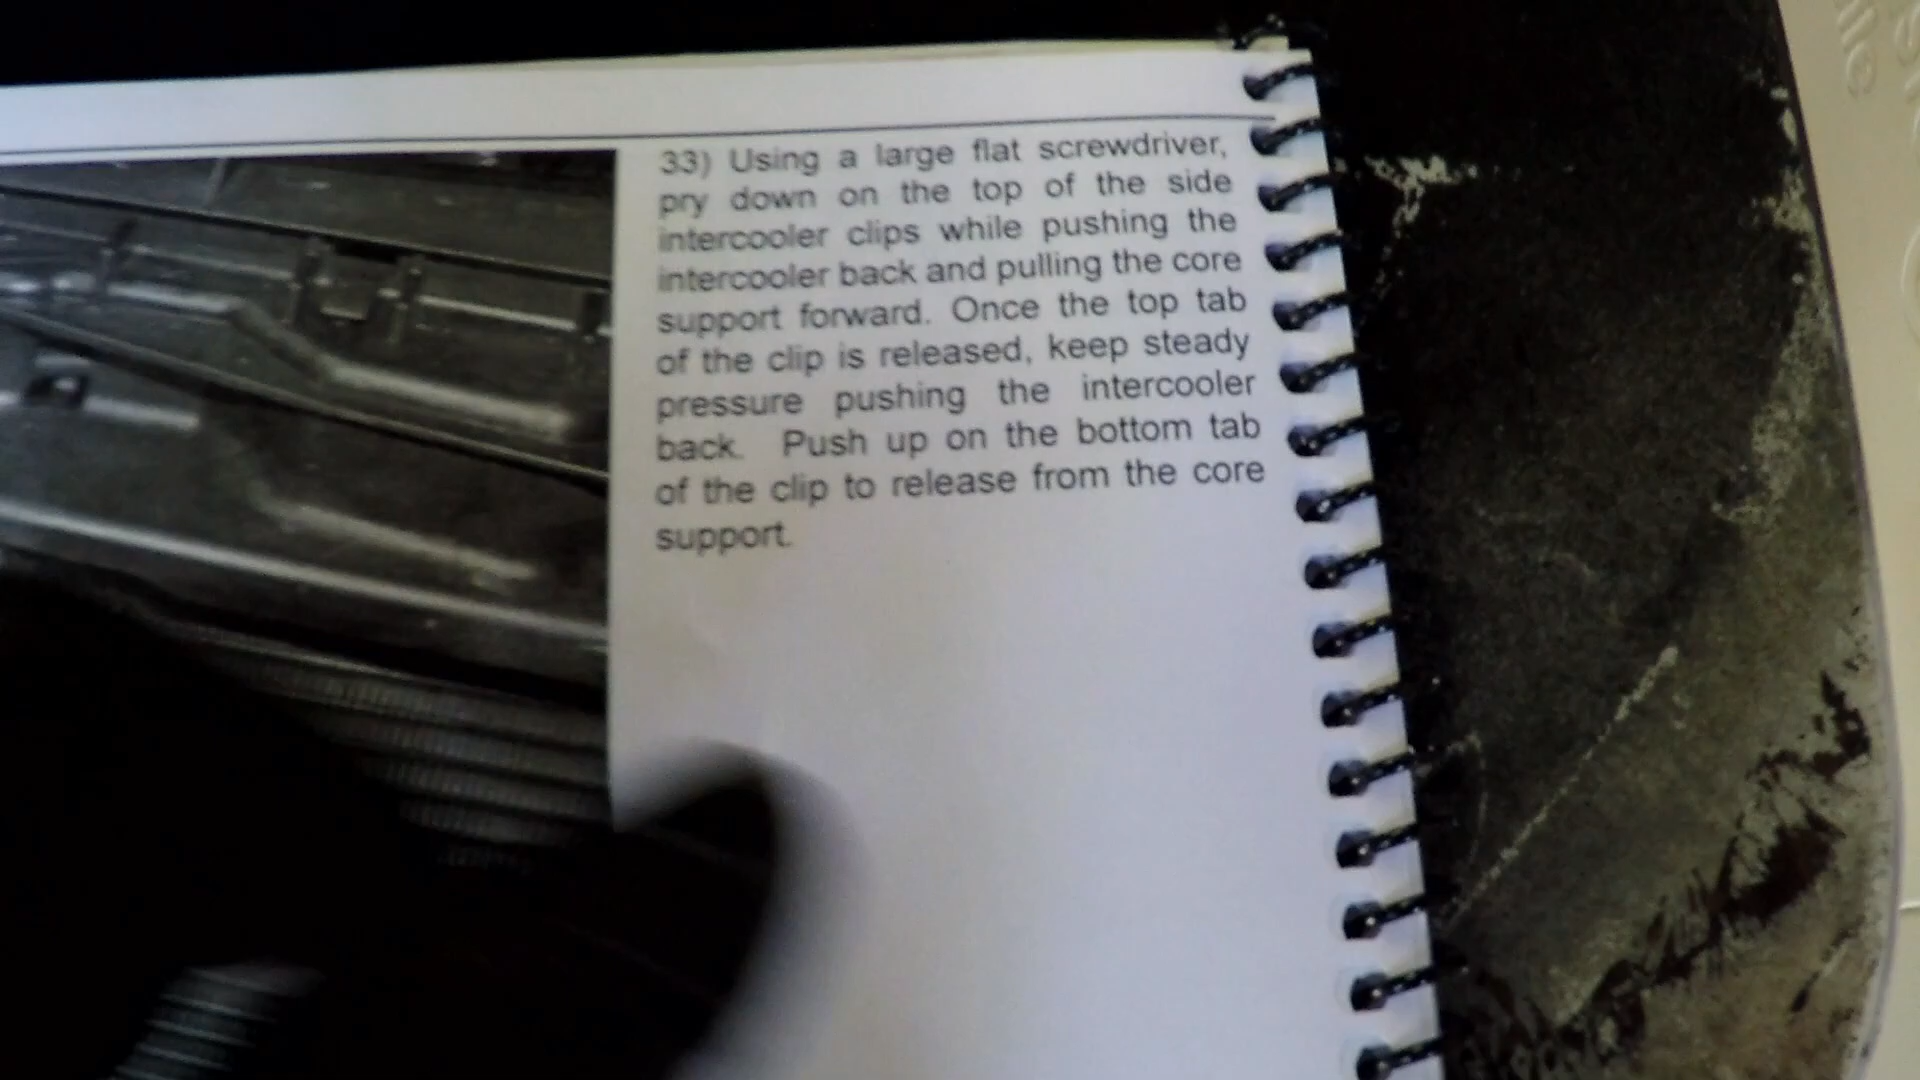 33) Using a large flat screwdriver,
pry down on the top of the side
intercooler clips while pushing the
intercooler back and pulling the core
support forward. Once the top tab
of the clip is released, keep steady
pressure pushing the intercooler
back. Push up on the bottom tab
of the clip to release from the core
support.